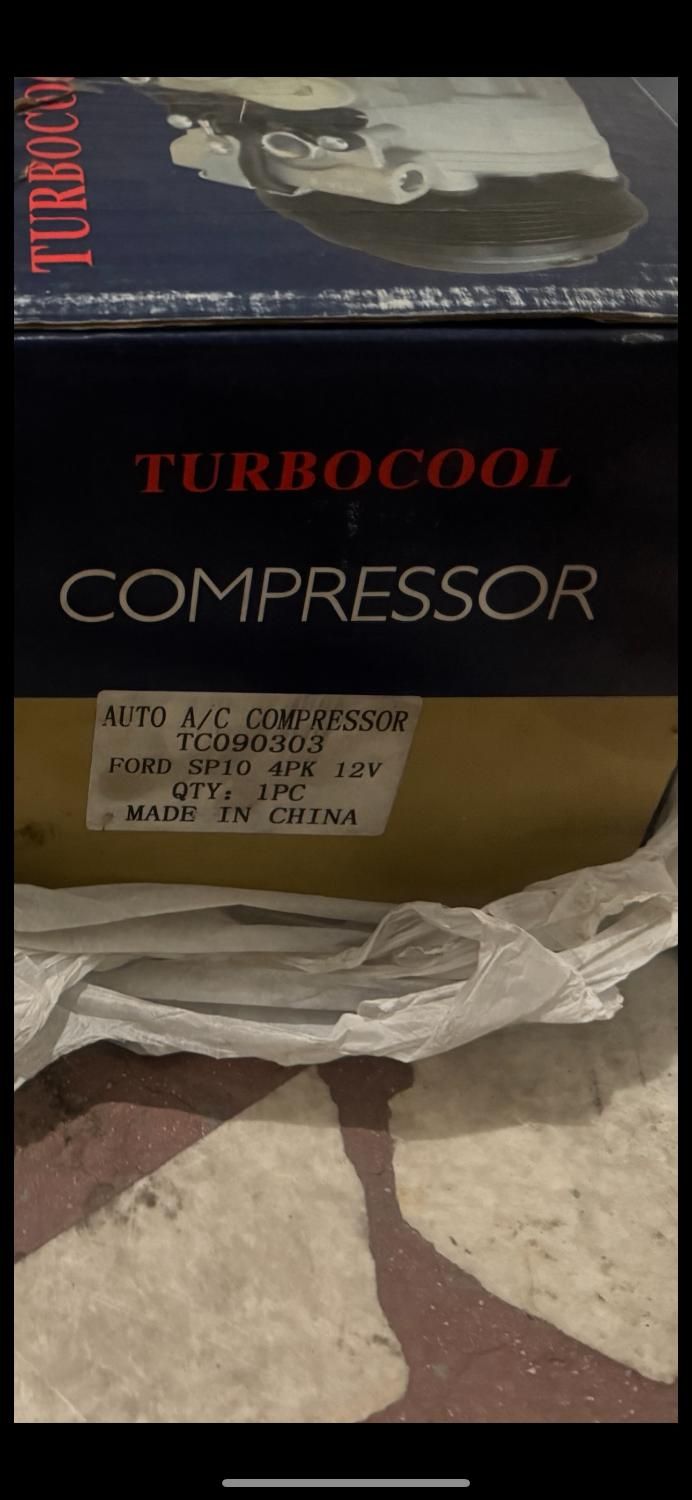 TURBOCOOL
COMPRESSOR
AUTO A/C COMPRESSOR
TC090303
FORD SP10 4PK 12V
QTY: 1PC
MADE IN CHINA